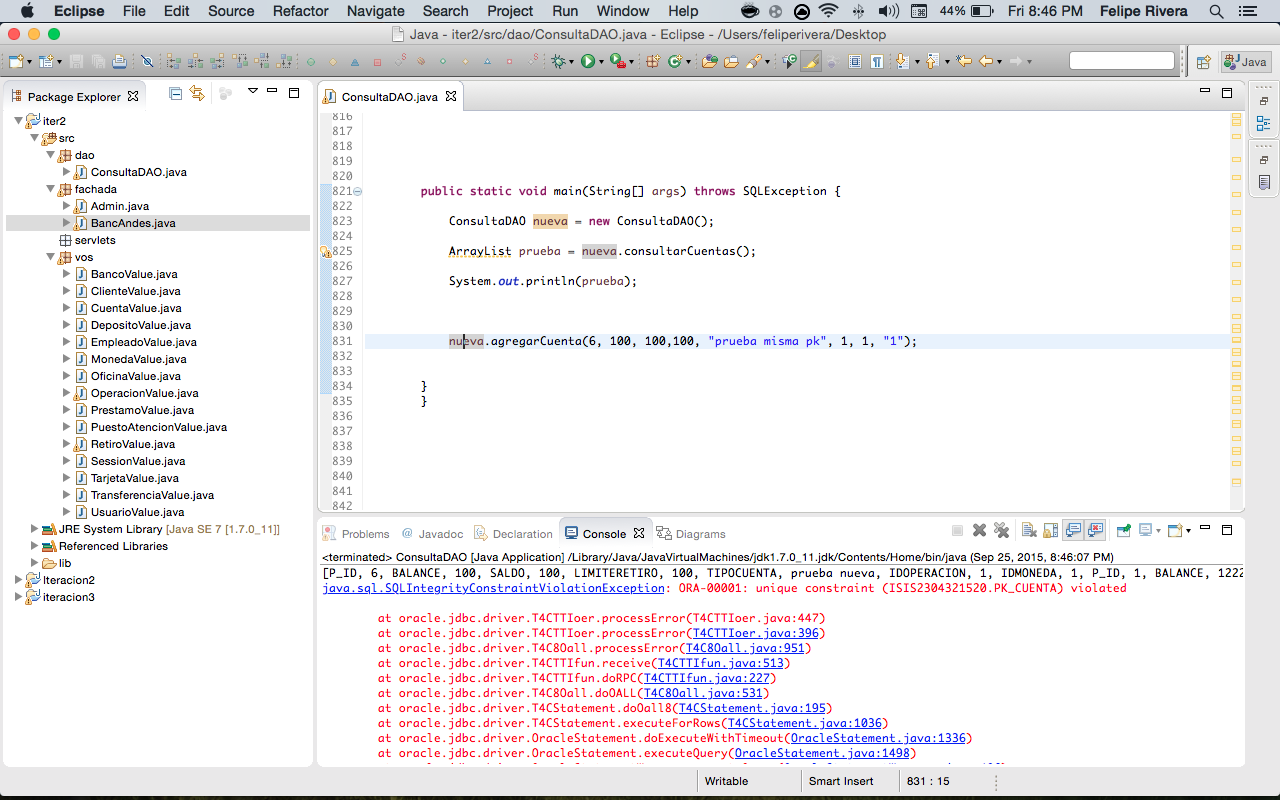 Eclipse File Edit Source Refactor Navigate Search Project Run Window Help 44% Fri 8:46 PM Felipe Rivera
Java - iter2/src/dao/ConsultaDAO.java - Eclipse - /Users/feliperivera/Desktop
Java
Package Explorer
iter2
src
dao
ConsultaDAO.java
fachada
Admin.java
BancAndes.java
servlets
vos
BancoValue.java
ClienteValue.java
CuentaValue.java
DepositoValue.java
EmpleadoValue.java
MonedaValue.java
OficinaValue.java
OperacionValue.java
PrestamoValue.java
PuestoAtencionValue.java
RetiroValue.java
SessionValue.java
TarjetaValue.java
TransferenciaValue.java
UsuarioValue.java
JRE System Library [Java SE 7 [1.7.0_11]]
Referenced Libraries
lib
Iteracion2
iteracion3
ConsultaDAO.java
816
817
818
819
820
821 public static void main(String[] args) throws SQLException {
822
823 ConsultaDAO nueva = new ConsultaDAO();
824
825 ArrayList prueba = nueva.consultarCuentas();
826
827 System.out.println(prueba);
828
829
830
831 nueva.agregarCuenta(6, 100, 100,100, "prueba misma pk", 1, 1, "1");
832
833
834 }
835 }
836
837
838
839
840
841
842
Problems @ Javadoc Declaration Console Diagrams
<terminated> ConsultaDAO [Java Application] /Library/Java/JavaVirtualMachines/jdk1.7.0_11.jdk/Contents/Home/bin/java (Sep 25, 2015, 8:46:07 PM)
[P_ID, 6, BALANCE, 100, SALDO, 100, LIMITERETIRO, 100, TIPOCUENTA, prueba nueva, IDOPERACION, 1, IDMONEDA, 1, P_ID, 1, BALANCE, 1222
java.sql.SQLIntegrityConstraintViolationException: ORA-00001: unique constraint (ISIS2304321520.PK_CUENTA) violated
at oracle.jdbc.driver.T4CTTIoer.processError(T4CTTIoer.java:447)
at oracle.jdbc.driver.T4CTTIoer.processError(T4CTTIoer.java:396)
at oracle.jdbc.driver.T4C8Oall.processError(T4C8Oall.java:951)
at oracle.jdbc.driver.T4CTTIfun.receive(T4CTTIfun.java:513)
at oracle.jdbc.driver.T4CTTIfun.doRPC(T4CTTIfun.java:227)
at oracle.jdbc.driver.T4C8Oall.doOALL(T4C8Oall.java:531)
at oracle.jdbc.driver.T4CStatement.doOall8(T4CStatement.java:195)
at oracle.jdbc.driver.T4CStatement.executeForRows(T4CStatement.java:1036)
at oracle.jdbc.driver.OracleStatement.doExecuteWithTimeout(OracleStatement.java:1336)
at oracle.jdbc.driver.OracleStatement.executeQuery(OracleStatement.java:1498)
Writable Smart Insert 831 : 15